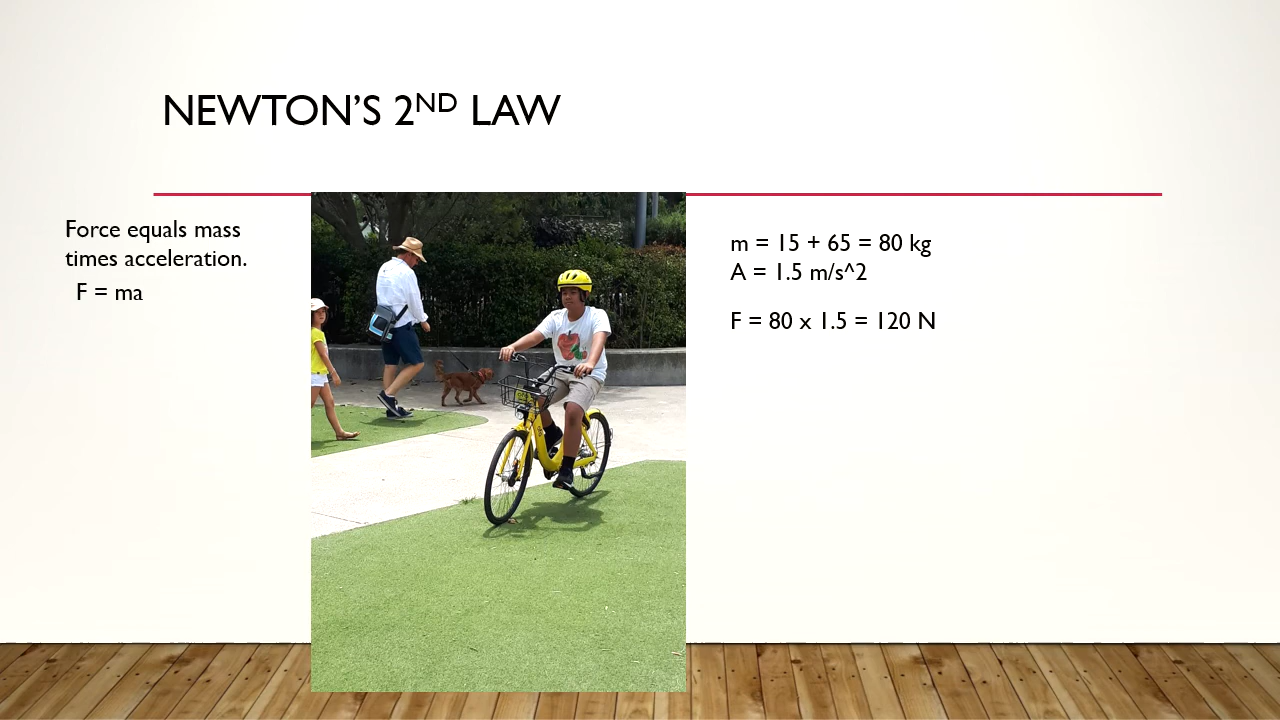 NEWTON'S 2ND LAW
Force equals mass
times acceleration.
F = ma
m = 15 + 65 = 80 kg
A = 1.5 m/s^2
F = 80 x 1.5 = 120 N